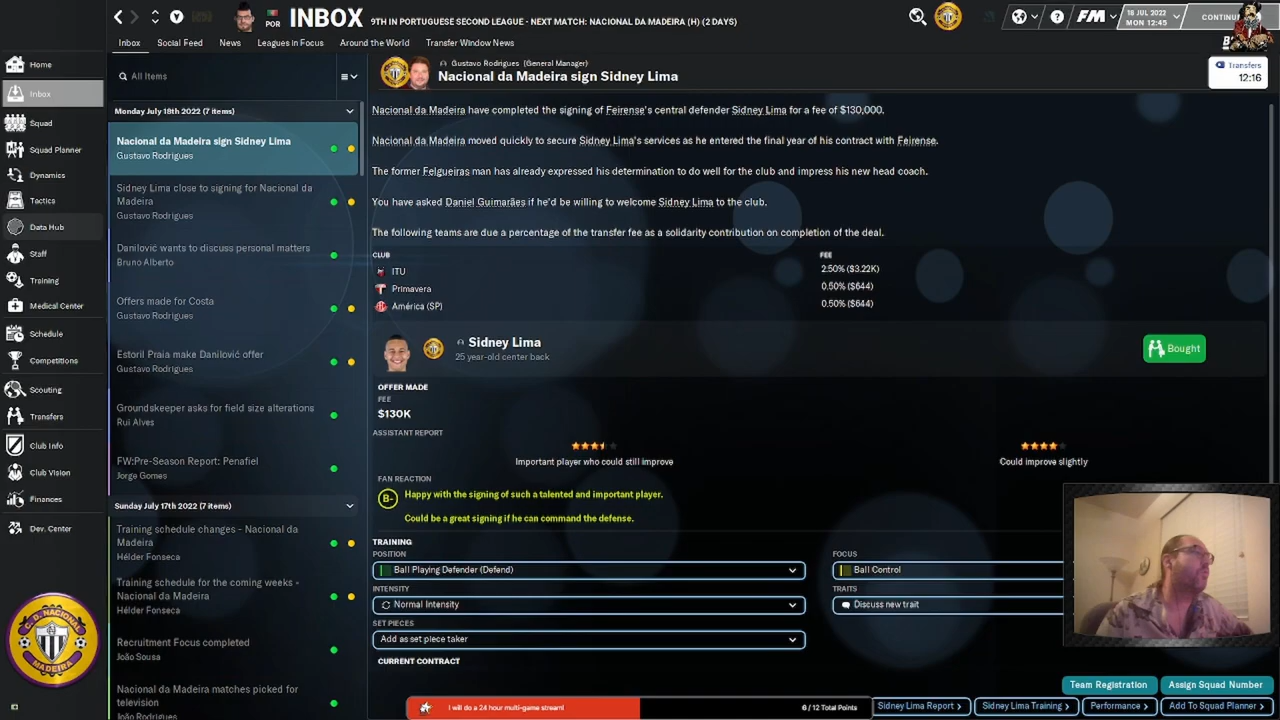 POR
INBOX
9TH IN PORTUGUESE SECOND LEAGUE - NEXT MATCH: NACIONAL DA MADEIRA (H) (2 DAYS)
FM
18 JUL 2022
MON 12:45
CONTINU
Inbox
Social Feed
News
Leagues in Focus
Around the World
Transfer Window News
Home
Inbox
Squad
Squad Planner
Dynamics
Tactics
Data Hub
Staff
Training
Medical Center
Schedule
Competitions
Scouting
Transfers
Club Info
Club Vision
Finances
Dev. Center
C.D. NACIONAL
MADEIRA
All Items
Monday July 18th 2022 (7 items)
Nacional da Madeira sign Sidney Lima
Gustavo Rodrigues
Sidney Lima close to signing for Nacional da
Madeira
Gustavo Rodrigues
Danilović wants to discuss personal matters
Bruno Alberto
Offers made for Costa
Gustavo Rodrigues
Estoril Praia make Danilović offer
Gustavo Rodrigues
Groundskeeper asks for field size alterations
Rui Alves
FW:Pre-Season Report: Penafiel
Jorge Gomes
Sunday July 17th 2022 (7 items)
Training schedule changes - Nacional da
Madeira
Hélder Fonseca
Training schedule for the coming weeks -
Nacional da Madeira
Hélder Fonseca
Recruitment Focus completed
João Sousa
Nacional da Madeira matches picked for
television
João Rodrigues
Gustavo Rodrigues (General Manager)
Nacional da Madeira sign Sidney Lima
Transfers
12:16
Nacional da Madeira have completed the signing of Feirense's central defender Sidney Lima for a fee of $130,000.
Nacional da Madeira moved quickly to secure Sidney Lima's services as he entered the final year of his contract with Feirense.
The former Felgueiras man has already expressed his determination to do well for the club and impress his new head coach.
You have asked Daniel Guimarães if he'd be willing to welcome Sidney Lima to the club.
The following teams are due a percentage of the transfer fee as a solidarity contribution on completion of the deal.
CLUB
FEE
ITU
2.50% ($3.22K)
Primavera
0.50% ($644)
América (SP)
0.50% ($644)
Sidney Lima
25 year-old center back
Bought
OFFER MADE
FEE
$130K
ASSISTANT REPORT
Important player who could still improve
Could improve slightly
FAN REACTION
B-
Happy with the signing of such a talented and important player.
Could be a great signing if he can command the defense.
TRAINING
POSITION
FOCUS
Ball Playing Defender (Defend)
Ball Control
INTENSITY
TRAITS
Normal Intensity
Discuss new trait
SET PIECES
Add as set piece taker
CURRENT CONTRACT
Team Registration
Assign Squad Number
I will do a 24 hour multi-game stream!
6 / 12 Total Points
Sidney Lima Report >
Sidney Lima Training >
Performance >
Add To Squad Planner >